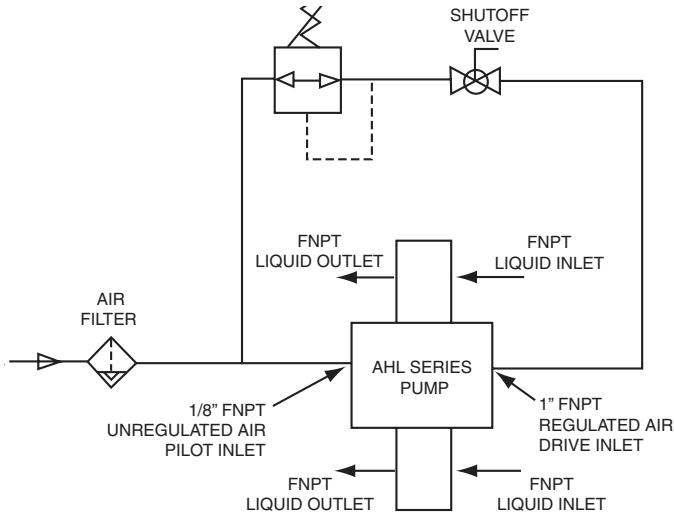 SHUTOFF
VALVE
FNPT
LIQUID OUTLET
FNPT
LIQUID INLET
AIR
FILTER
AHL SERIES
PUMP
1/8” FNPT
UNREGULATED AIR
PILOT INLET
1” FNPT
REGULATED AIR
DRIVE INLET
FNPT
LIQUID OUTLET
FNPT
LIQUID INLET